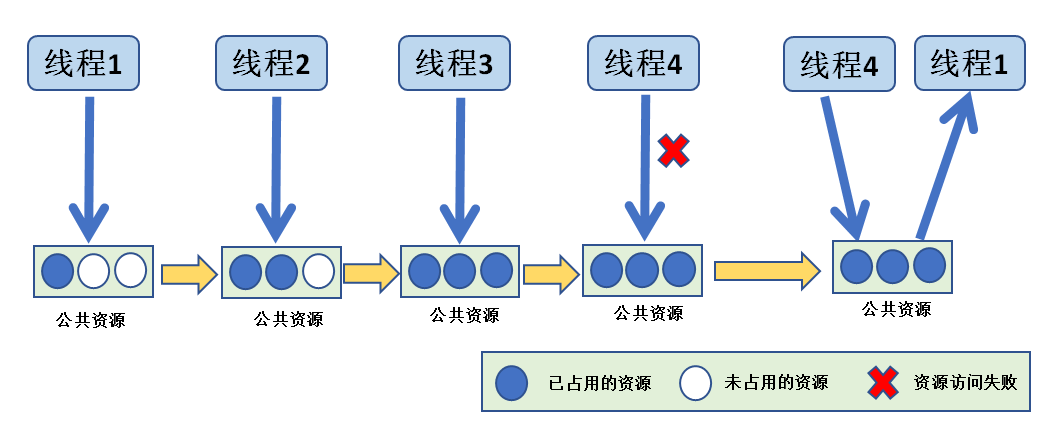 线程1
线程2
线程3
线程4
线程4
线程1
公共资源
公共资源
公共资源
公共资源
公共资源
已占用的资源
未占用的资源
资源访问失败